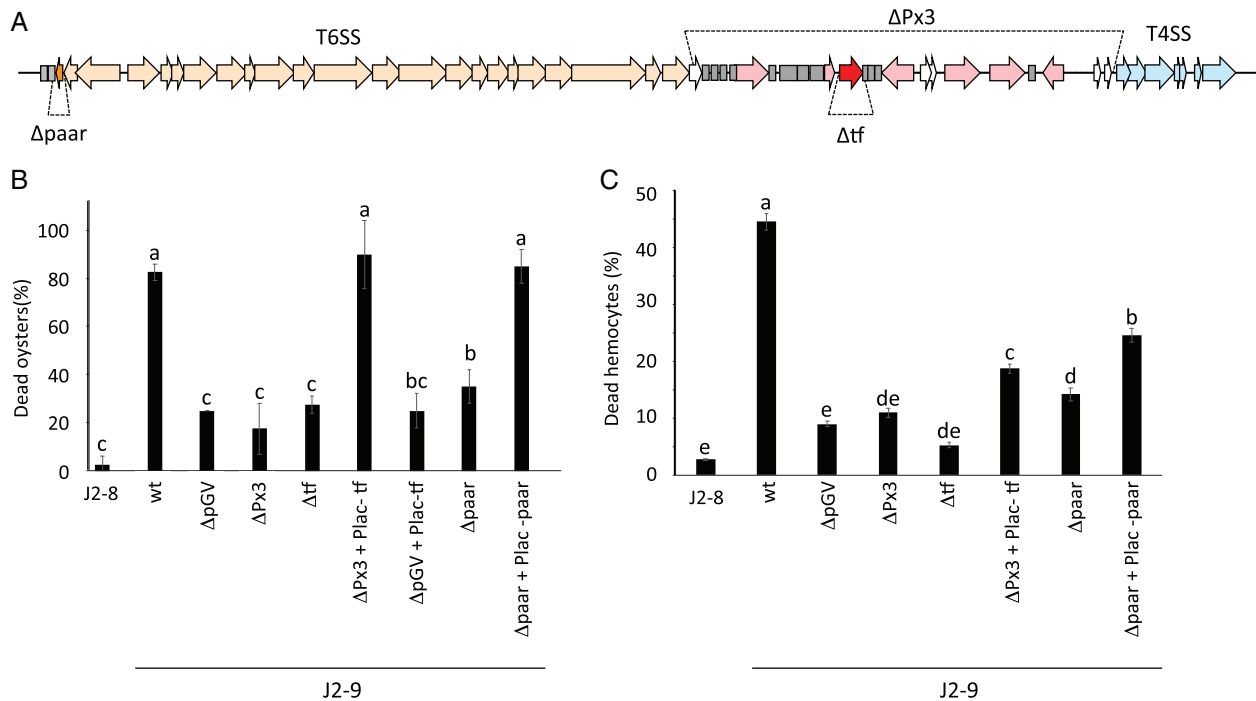 A
T6SS
ΔPx3
T4SS
Δpaar
Δtf
B
Dead oysters(%)
100
80
60
40
20
0
c
a
c
c
c
a
bc
b
a
J2-8
wt
ΔpGV
ΔPx3
Δtf
ΔPx3 + Plac- tf
ΔpGV + Plac-tf
Δpaar
Δpaar + Plac -paar
J2-9
C
Dead hemocytes (%)
50
40
30
20
10
0
e
a
e
de
de
c
d
b
J2-8
wt
ΔpGV
ΔPx3
Δtf
ΔPx3 + Plac- tf
Δpaar
Δpaar + Plac -paar
J2-9